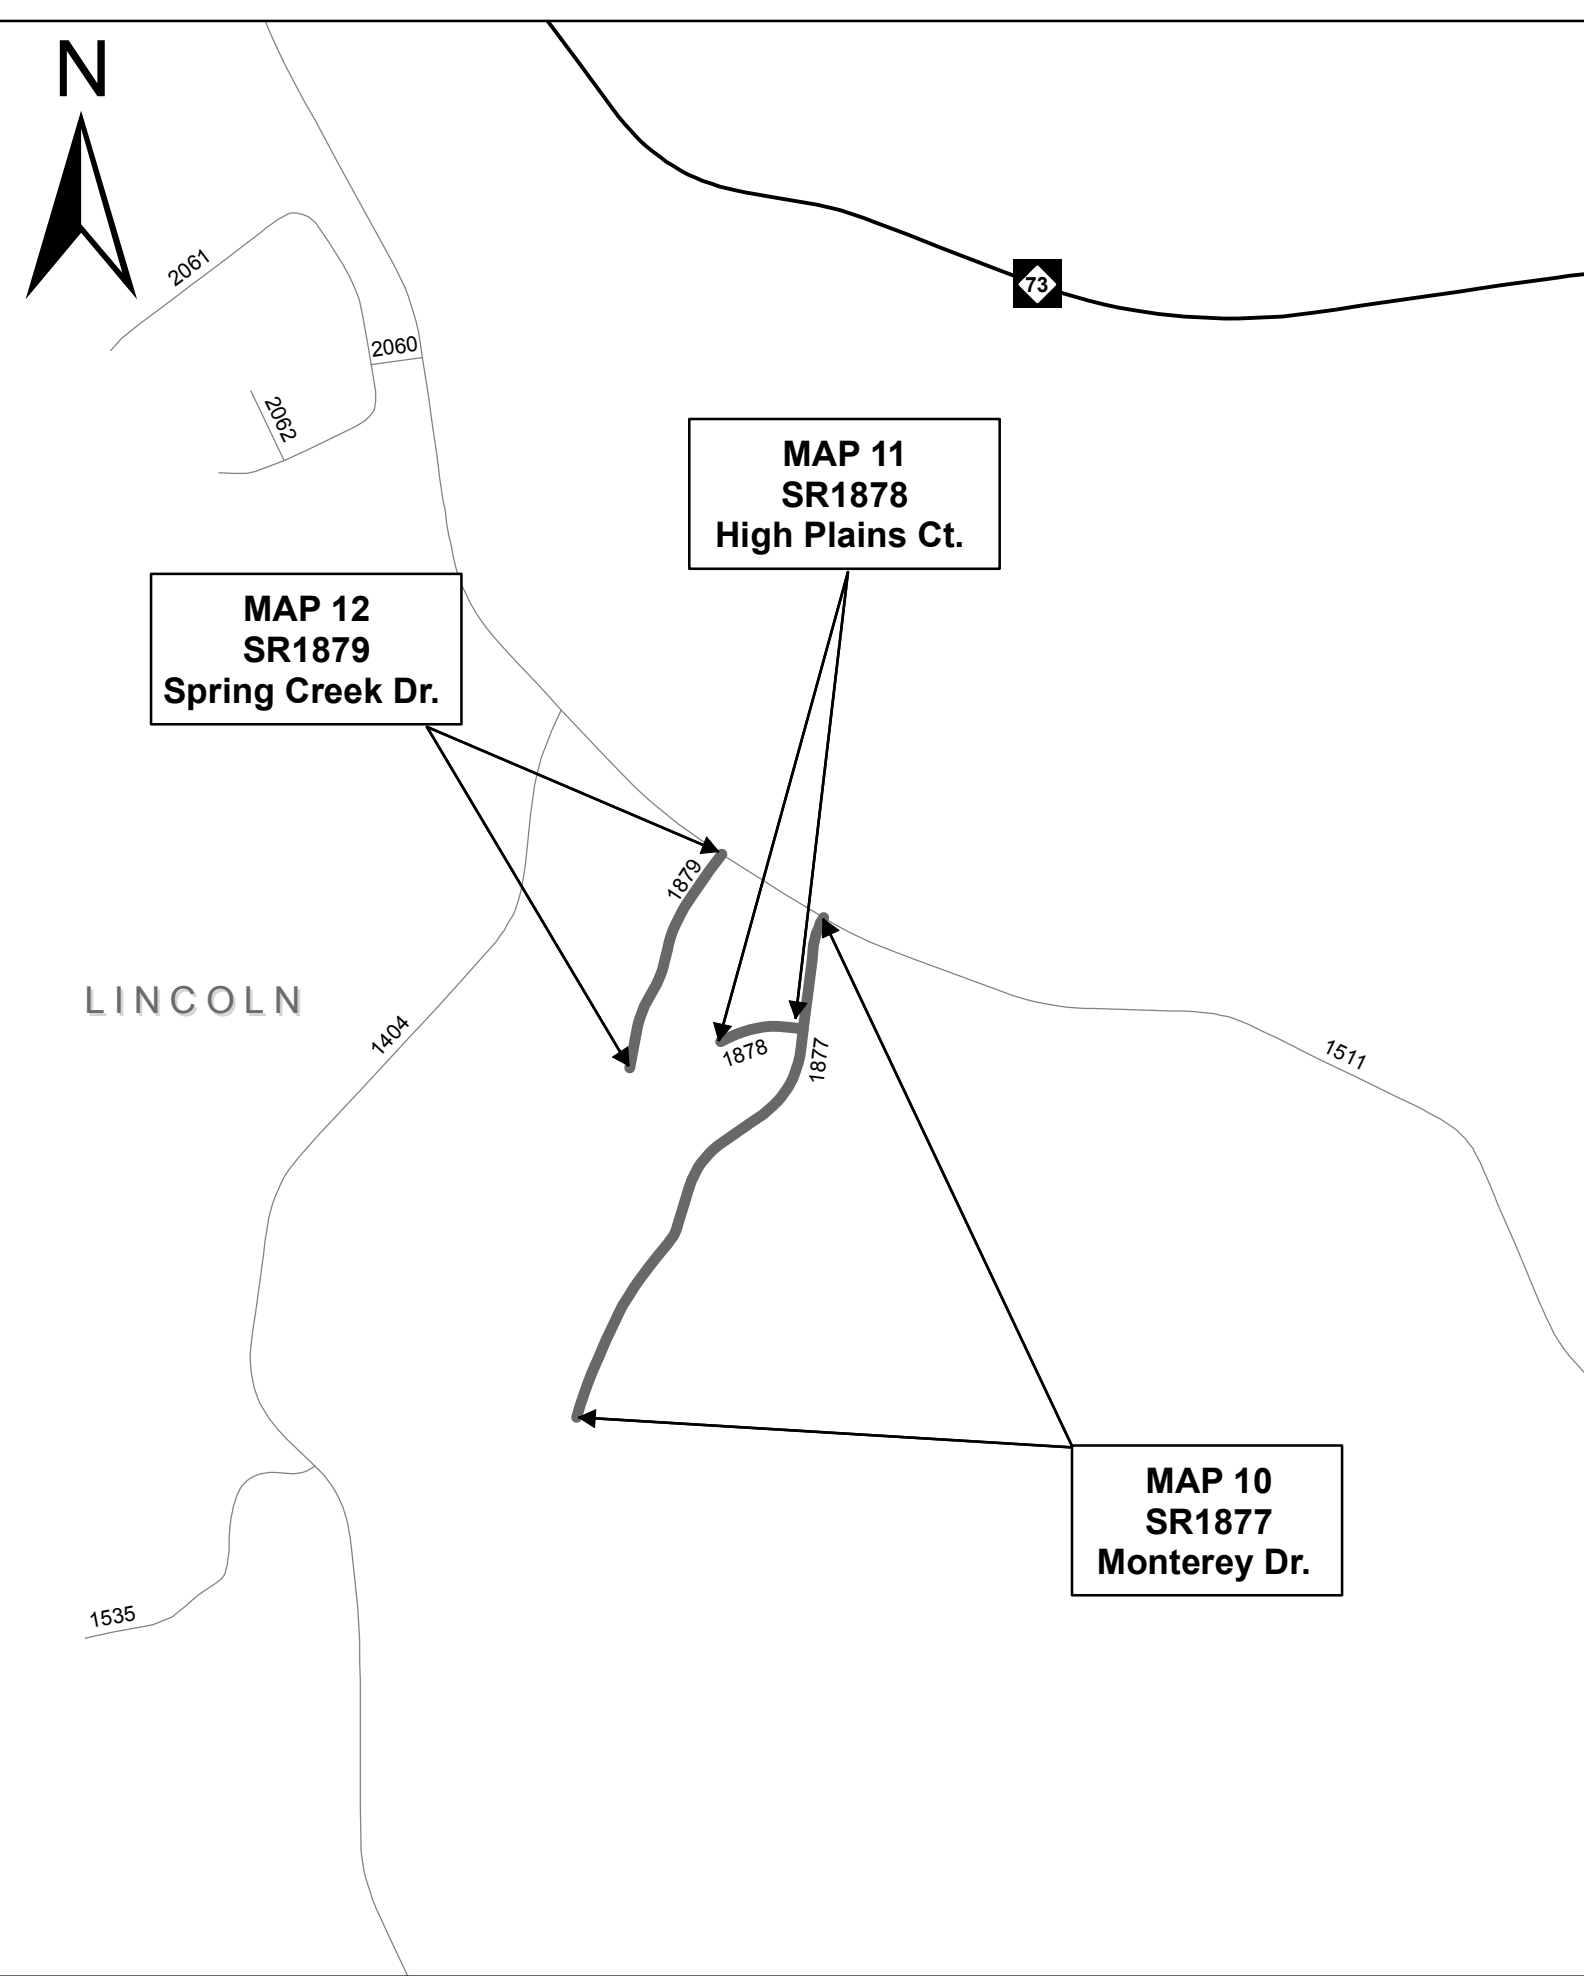 N
73
2061
2060
2062
MAP 11
SR1878
High Plains Ct.
MAP 12
SR1879
Spring Creek Dr.
1879
LINCOLN
1404
1878
1877
1511
MAP 10
SR1877
Monterey Dr.
1535